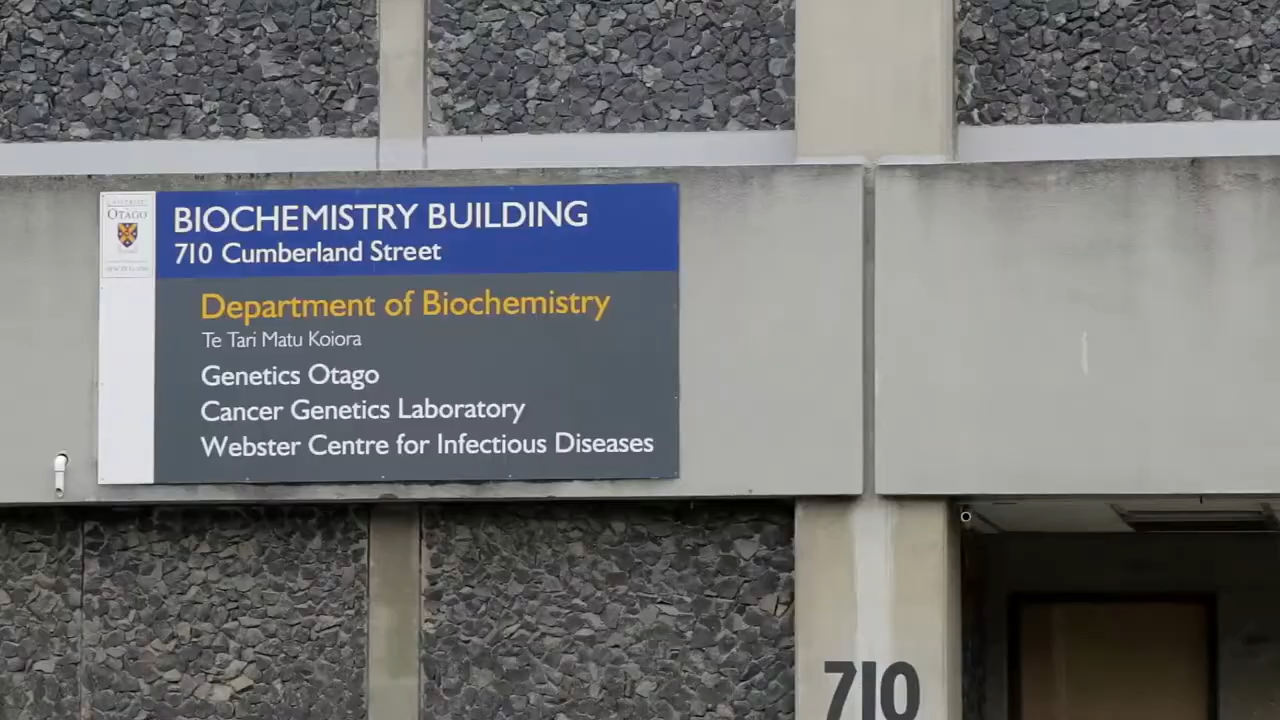 OTAGO
BIOCHEMISTRY BUILDING
710 Cumberland Street
Department of Biochemistry
Te Tari Matu Koiora
Genetics Otago
Cancer Genetics Laboratory
Webster Centre for Infectious Diseases
710